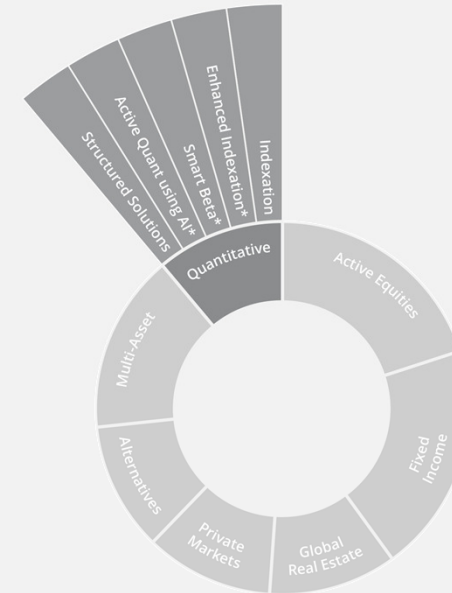 Structured Solutions
Active Quant using AI*
Smart Beta*
Enhanced Indexation*
Indexation
Quantitative
Active Equities
Multi-Asset
Fixed
Income
Alternatives
Private
Markets
Global
Real Estate